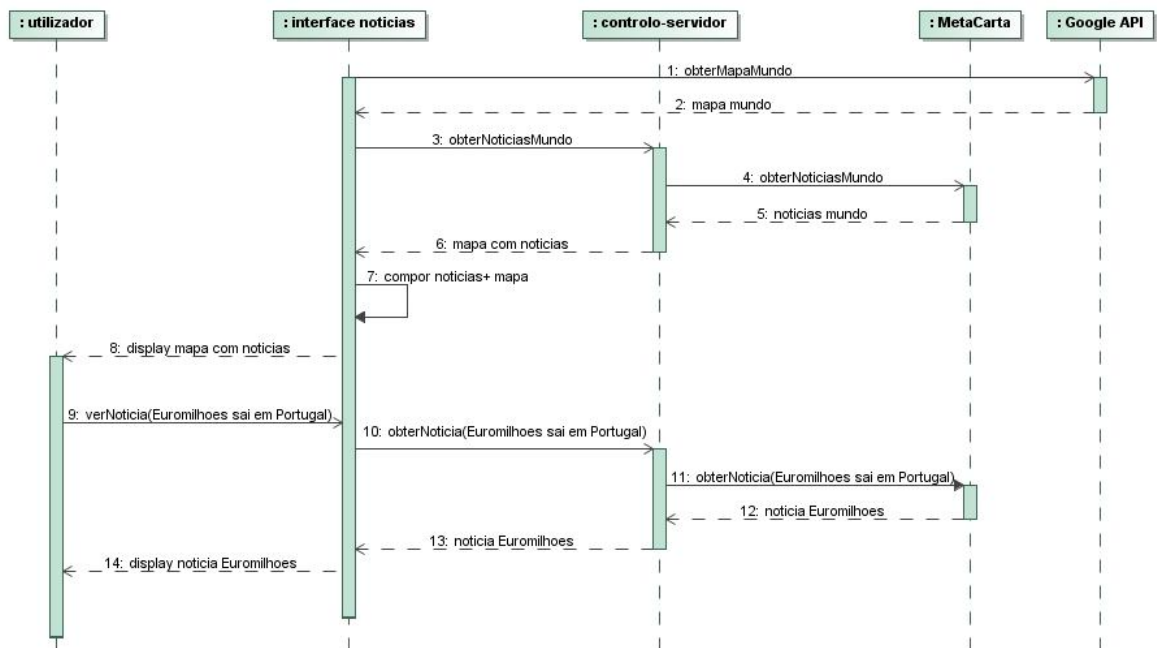 : utilizador
: interface noticias
: controlo-servidor
: MetaCarta
: Google API
1: obterMapaMundo
2: mapa mundo
3: obterNoticiasMundo
4: obterNoticiasMundo
5: noticias mundo
6: mapa com noticias
7: compor noticias+ mapa
8: display mapa com noticias
9: verNoticia(Euromilhoes sai em Portugal)
10: obterNoticia(Euromilhoes sai em Portugal)
11: obterNoticia(Euromilhoes sai em Portugal)
12: noticia Euromilhoes
13: noticia Euromilhoes
14: display noticia Euromilhoes